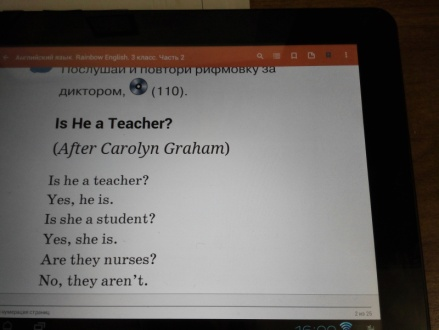 Английский язык. Rainbow English. 2 класс. Часть 2
Послушай и повтори рифмовку за
диктором, (110).
Is He a Teacher?
(After Carolyn Graham)
Is he a teacher?
Yes, he is.
Is she a student?
Yes, she is.
Are they nurses?
No, they aren't.